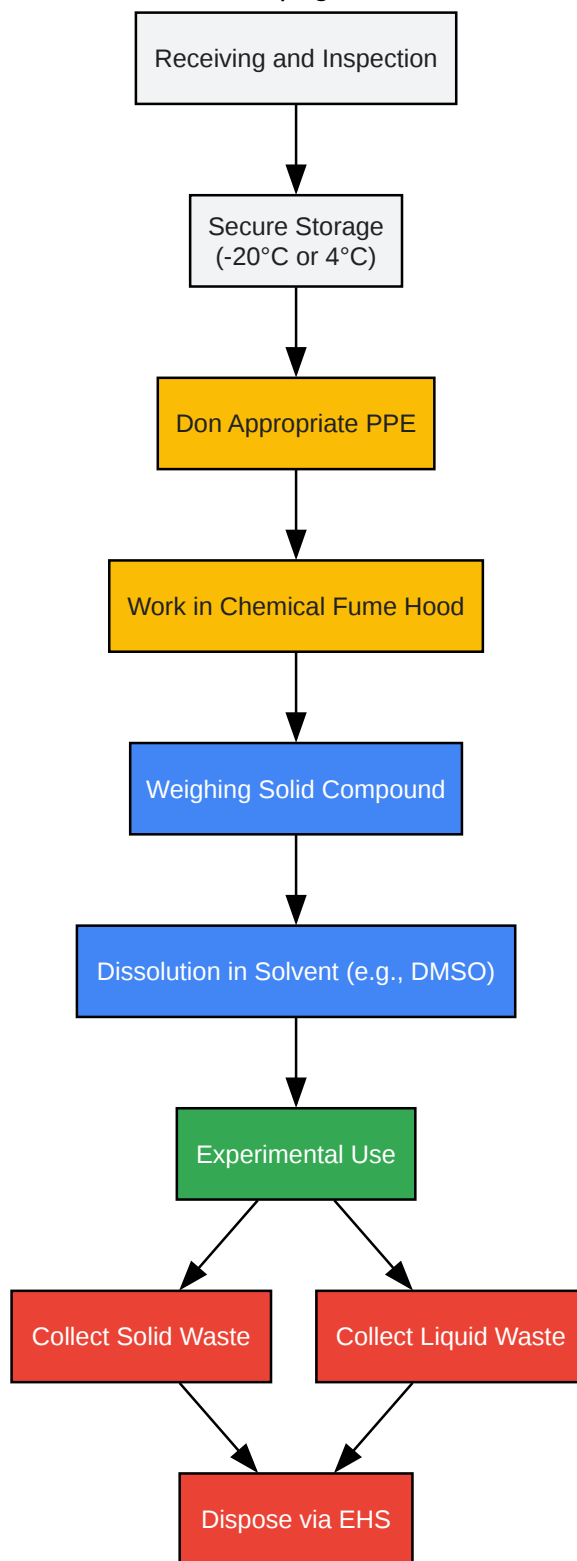 Receiving and Inspection
Secure Storage
(-20°C or 4°C)
Don Appropriate PPE
Work in Chemical Fume Hood
Weighing Solid Compound
Dissolution in Solvent (e.g., DMSO)
Experimental Use
Collect Solid Waste
Collect Liquid Waste
Dispose via EHS